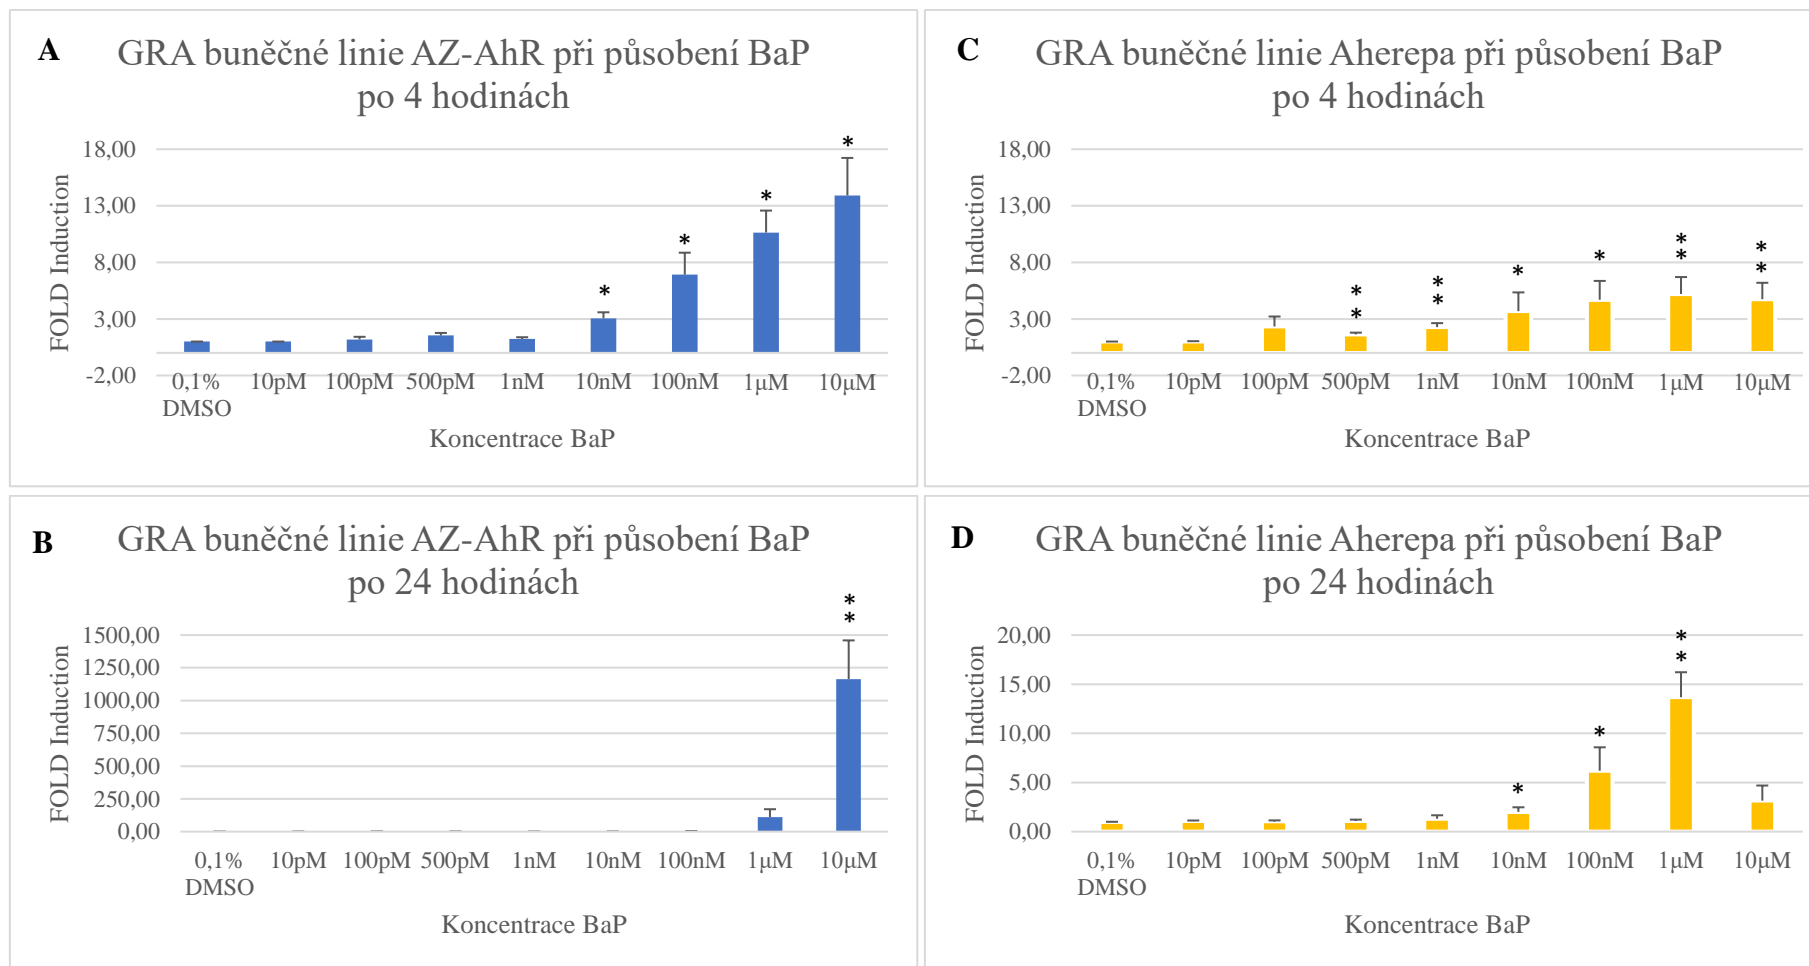 A
GRA buněčné linie AZ-AhR při působení BaP
po 4 hodinách
FOLD Induction
18,00
13,00
8,00
3,00
-2,00
* * * *
0,1% DMSO 10pM 100pM 500pM 1nM 10nM 100nM 1µM 10µM
Koncentrace BaP
C
GRA buněčné linie Aherepa při působení BaP
po 4 hodinách
FOLD Induction
18,00
13,00
8,00
3,00
-2,00
** ** * * ** **
0,1% DMSO 10pM 100pM 500pM 1nM 10nM 100nM 1µM 10µM
Koncentrace BaP
B
GRA buněčné linie AZ-AhR při působení BaP
po 24 hodinách
FOLD Induction
1500,00
1250,00
1000,00
750,00
500,00
250,00
0,00
**
0,1% DMSO 10pM 100pM 500pM 1nM 10nM 100nM 1µM 10µM
Koncentrace BaP
D
GRA buněčné linie Aherepa při působení BaP
po 24 hodinách
FOLD Induction
20,00
15,00
10,00
5,00
0,00
* * **
0,1% DMSO 10pM 100pM 500pM 1nM 10nM 100nM 1µM 10µM
Koncentrace BaP